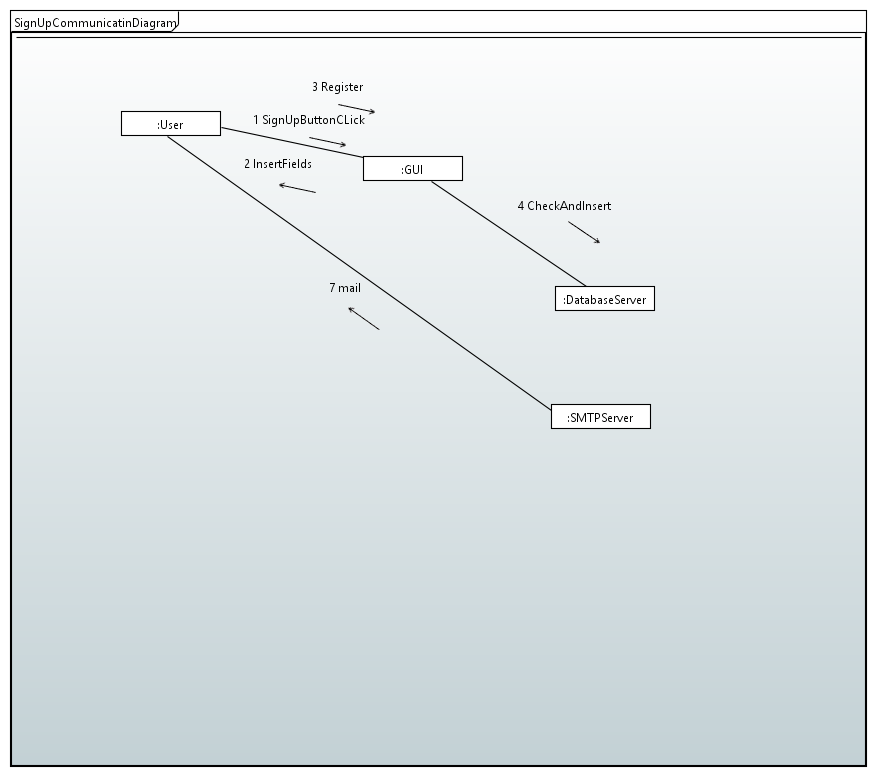 SignUpCommunicatinDiagram
3 Register
:User
1 SignUpButtonCLick
2 InsertFields
:GUI
4 CheckAndInsert
7 mail
:DatabaseServer
:SMTPServer